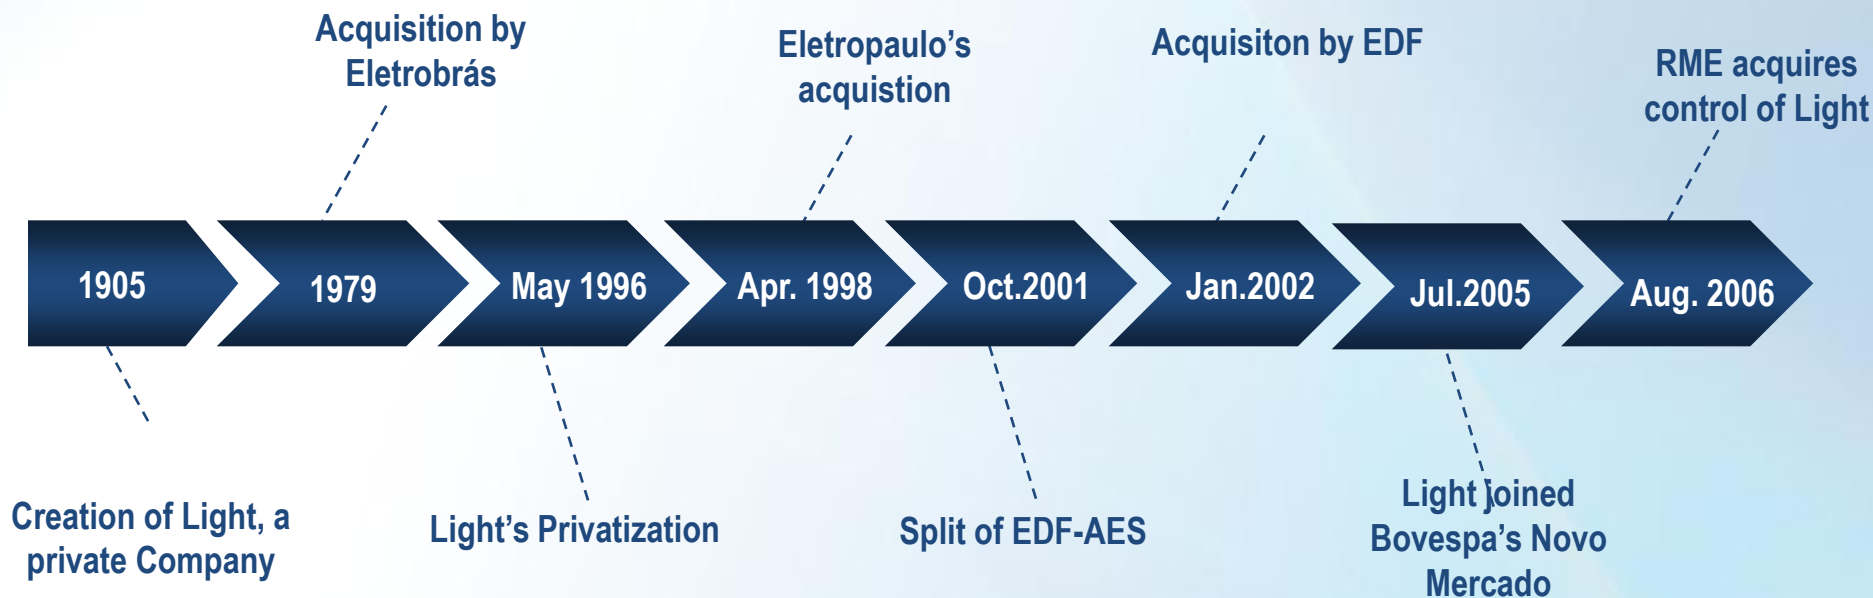 Acquisition by
Eletrobrás
Eletropaulo’s
acquistion
Acquisiton by EDF
RME acquires
control of Light
1905
1979
May 1996
Apr. 1998
Oct.2001
Jan.2002
Jul.2005
Aug. 2006
Creation of Light, a
private Company
Light’s Privatization
Split of EDF-AES
Light joined
Bovespa’s Novo
Mercado